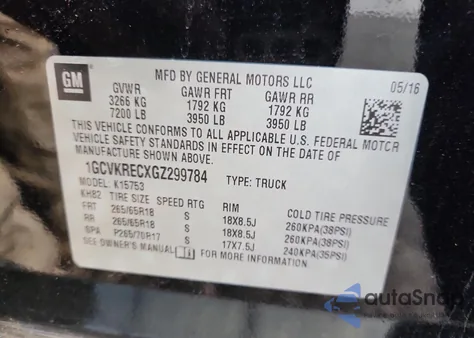 GM
MFD BY GENERAL MOTORS LLC
05/16
GVWR GAWR FRT GAWR RR
3266 KG 1792 KG 1792 KG
7200 LB 3950 LB 3950 LB
THIS VEHICLE CONFORMS TO ALL APPLICABLE U.S. FEDERAL MOTOR
VEHICLE SAFETY STANDARDS IN EFFECT ON THE DATE OF
MANUFACTURE SHOWN ABOVE.
1GCVKRECXGZ299784 TYPE: TRUCK
MODEL: K15753
KHB2 TIRE SIZE SPEED RTG RIM COLD TIRE PRESSURE
FRT 265/65R18 S 18X8.5J 260KPA(38PSI)
RR 265/65R18 S 18X8.5J 260KPA(38PSI)
SPA P265/70R17 S 17X7.5J 240KPA(35PSI)
SEE OWNER'S MANUAL FOR MORE INFORMATION.
autoSnap